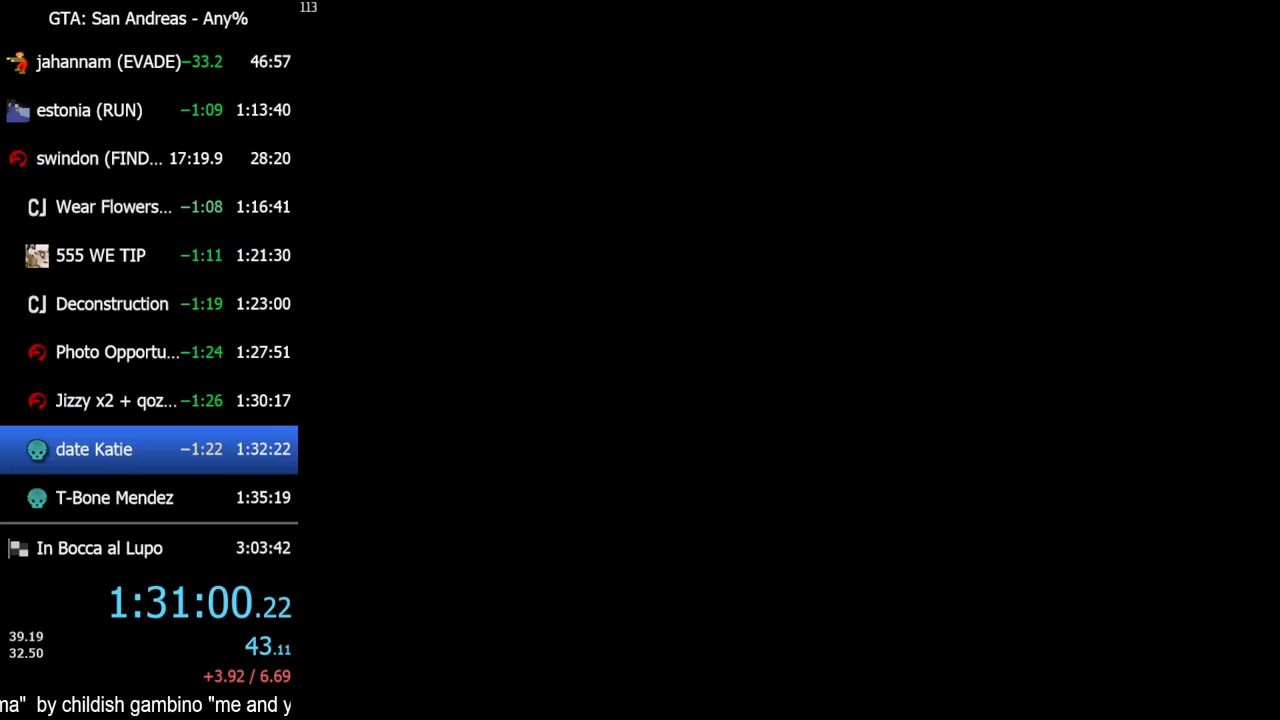 113
GTA: San Andreas - Any%
jahannam (EVADE) −33.2 46:57
estonia (RUN) −1:09 1:13:40
swindon (FIND... 17:19.9 28:20
Wear Flowers... −1:08 1:16:41
555 WE TIP −1:11 1:21:30
CJ Deconstruction −1:19 1:23:00
Photo Opportu... −1:24 1:27:51
Jizzy x2 + qoz... −1:26 1:30:17
date Katie −1:22 1:32:22
T-Bone Mendez 1:35:19
In Bocca al Lupo 3:03:42
1:31:00.22
39.19 43.11
32.50
+3.92 / 6.69
ma" by childish gambino "me and y